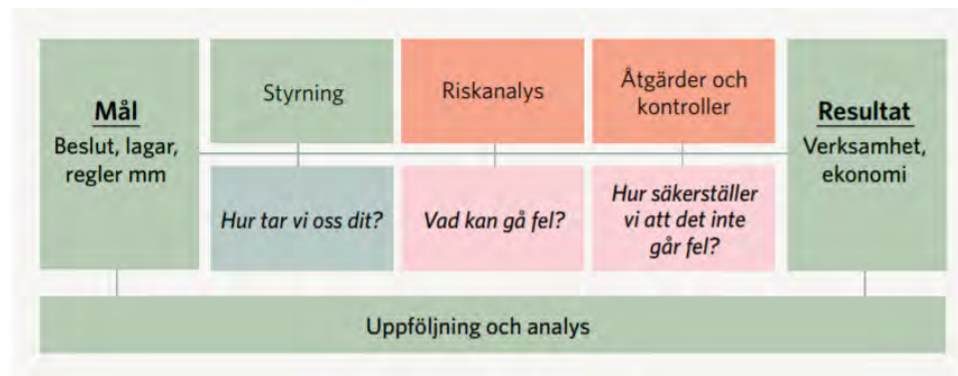 Mål
Beslut, lagar,
regler mm
Styrning
Hur tar vi oss dit?
Riskanalys
Vad kan gå fel?
Åtgärder och
kontroller
Hur säkerställer
vi att det inte
går fel?
Resultat
Verksamhet,
ekonomi
Uppföljning och analys